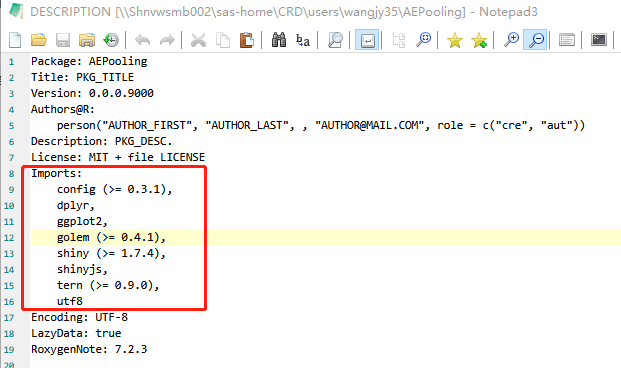 DESCRIPTION [\\Shnvwsmb002\sas-home\CRD\users\wangjy35\AEPooling] - Notepad3
1 Package: AEPooling
2 Title: PKG_TITLE
3 Version: 0.0.0.9000
4 Authors@R:
5 person("AUTHOR_FIRST", "AUTHOR_LAST", , "AUTHOR@MAIL.COM", role = c("cre", "aut"))
6 Description: PKG_DESC.
7 License: MIT + file LICENSE
8 Imports:
9 config (>= 0.3.1),
10 dplyr,
11 ggplot2,
12 golem (>= 0.4.1),
13 shiny (>= 1.7.4),
14 shinyjs,
15 tern (>= 0.9.0),
16 utf8
17 Encoding: UTF-8
18 LazyData: true
19 RoxygenNote: 7.2.3
20